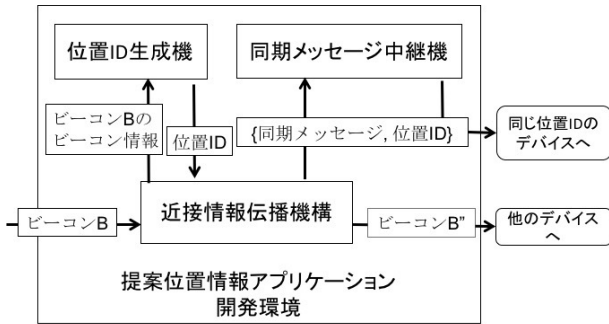 位置ID生成機
同期メッセージ中継機
ビーコンBの
ビーコン情報
位置ID
{同期メッセージ, 位置ID}
同じ位置IDの
デバイスへ
ビーコンB
近接情報伝播機構
ビーコンB”
他のデバイス
へ
提案位置情報アプリケーション
開発環境